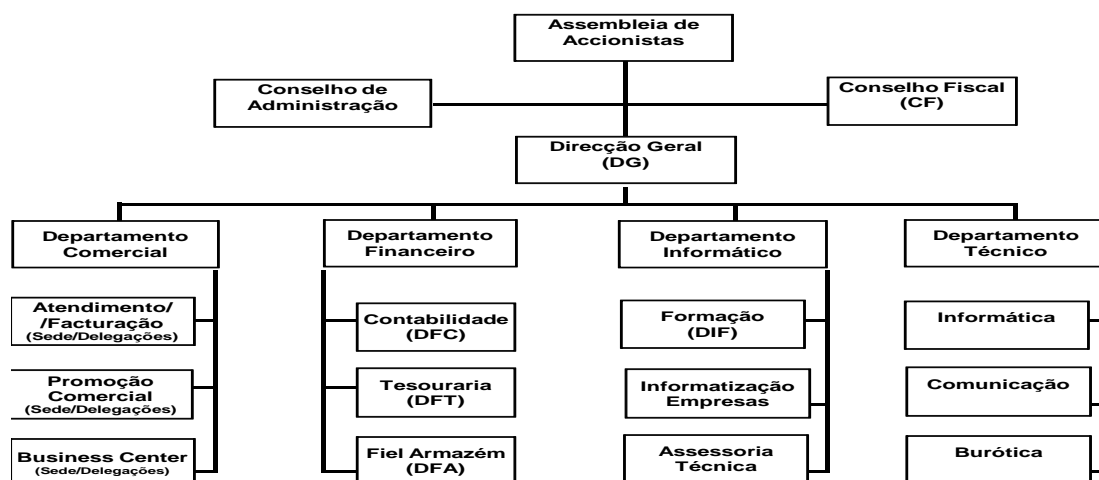 Assembleia de
Accionistas
Conselho de
Administração
Conselho Fiscal
(CF)
Direcção Geral
(DG)
Departamento
Comercial
Departamento
Financeiro
Departamento
Informático
Departamento
Técnico
Atendimento/
/Facturação
(Sede/Delegações)
Contabilidade
(DFC)
Formação
(DIF)
Informática
Promoção
Comercial
(Sede/Delegações)
Tesouraria
(DFT)
Informatização
Empresas
Comunicação
Business Center
(Sede/Delegações)
Fiel Armazém
(DFA)
Assessoria
Técnica
Burótica